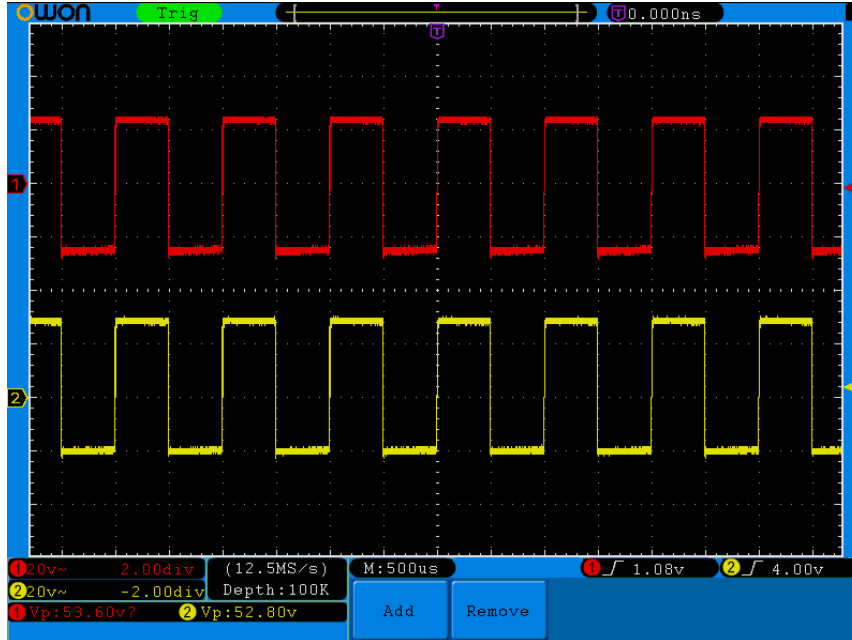 OWON Trig T 0.000ns
T
1
2
1 20v~ 2.00div (12.5MS/s) M:500us 1 1.08v 2 4.00v
2 20v~ -2.00div Depth:100K
1 Vp:53.60v? 2 Vp:52.80v Add Remove